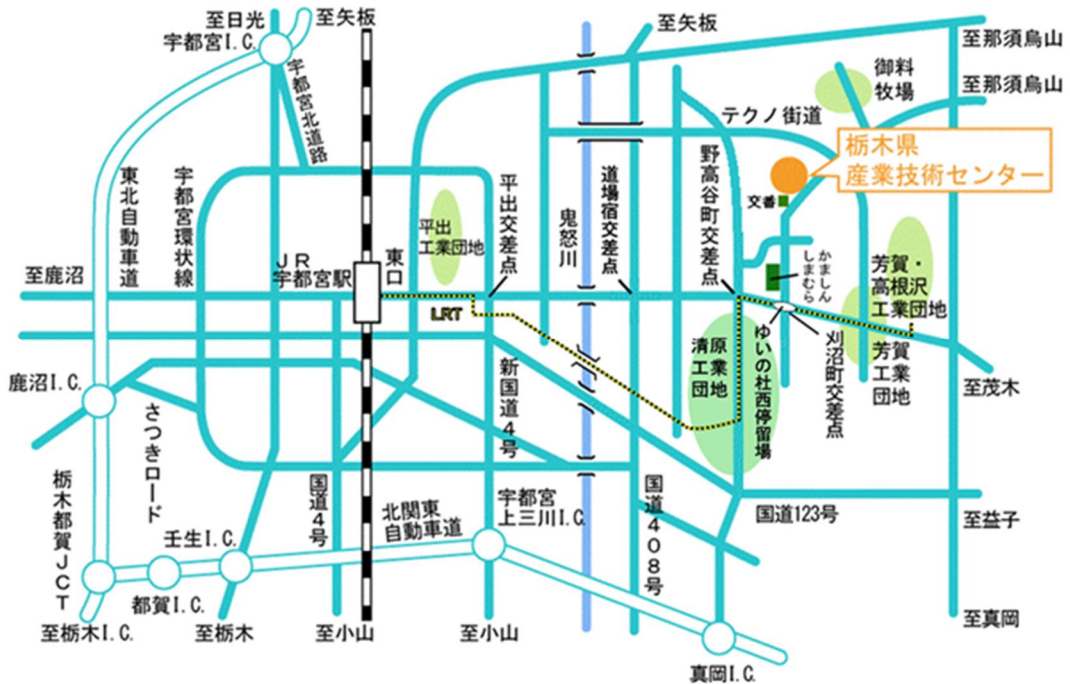 至日光
宇都宮I.C.
至矢板
至矢板
至那須烏山
御料
牧場
至那須烏山
宇都宮北道路
テクノ街道
栃木県
産業技術センター
交番
東北自動車道
宇都宮環状線
平出
工業団地
平出交差点
鬼怒川
道場宿交差点
野高谷町交差点
JR
宇都宮駅
東口
至鹿沼
かましん
しまむら
芳賀・
高根沢
工業団地
LRT
清原
工業
団地
ゆいの杜西停留場
刈沼町交差点
芳賀
工業
団地
至茂木
鹿沼I.C.
さつきロード
新国道4号
栃木都賀JCT
壬生I.C.
都賀I.C.
国道4号
北関東
自動車道
宇都宮
上三川I.C.
国道408号
国道123号
至益子
至栃木I.C.
至栃木
至小山
至小山
真岡I.C.
至真岡